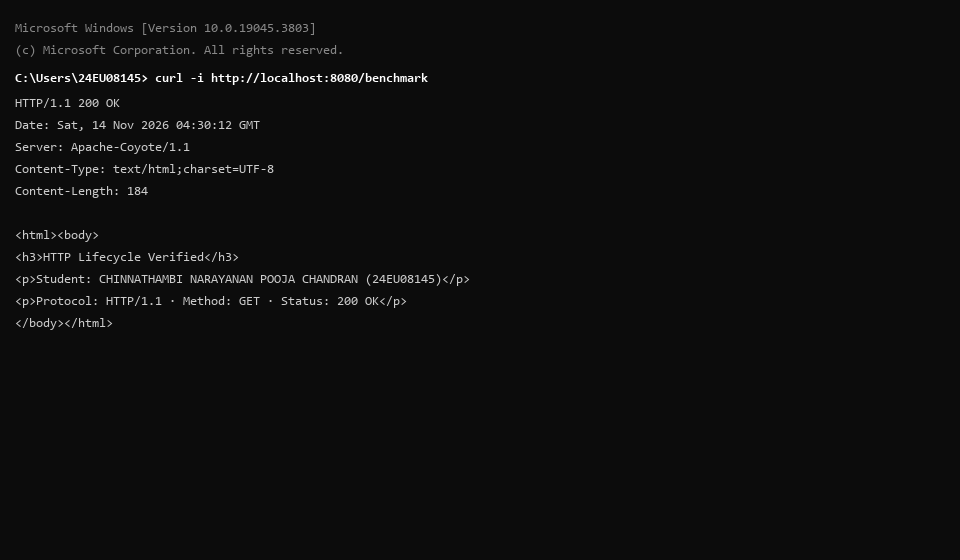 Microsoft Windows [Version 10.0.19045.3803]
(c) Microsoft Corporation. All rights reserved.
C:\Users\24EU08145> curl -i http://localhost:8080/benchmark
HTTP/1.1 200 OK
Date: Sat, 14 Nov 2026 04:30:12 GMT
Server: Apache-Coyote/1.1
Content-Type: text/html;charset=UTF-8
Content-Length: 184
<html><body>
<h3>HTTP Lifecycle Verified</h3>
<p>Student: CHINNATHAMBI NARAYANAN POOJA CHANDRAN (24EU08145)</p>
<p>Protocol: HTTP/1.1 · Method: GET · Status: 200 OK</p>
</body></html>